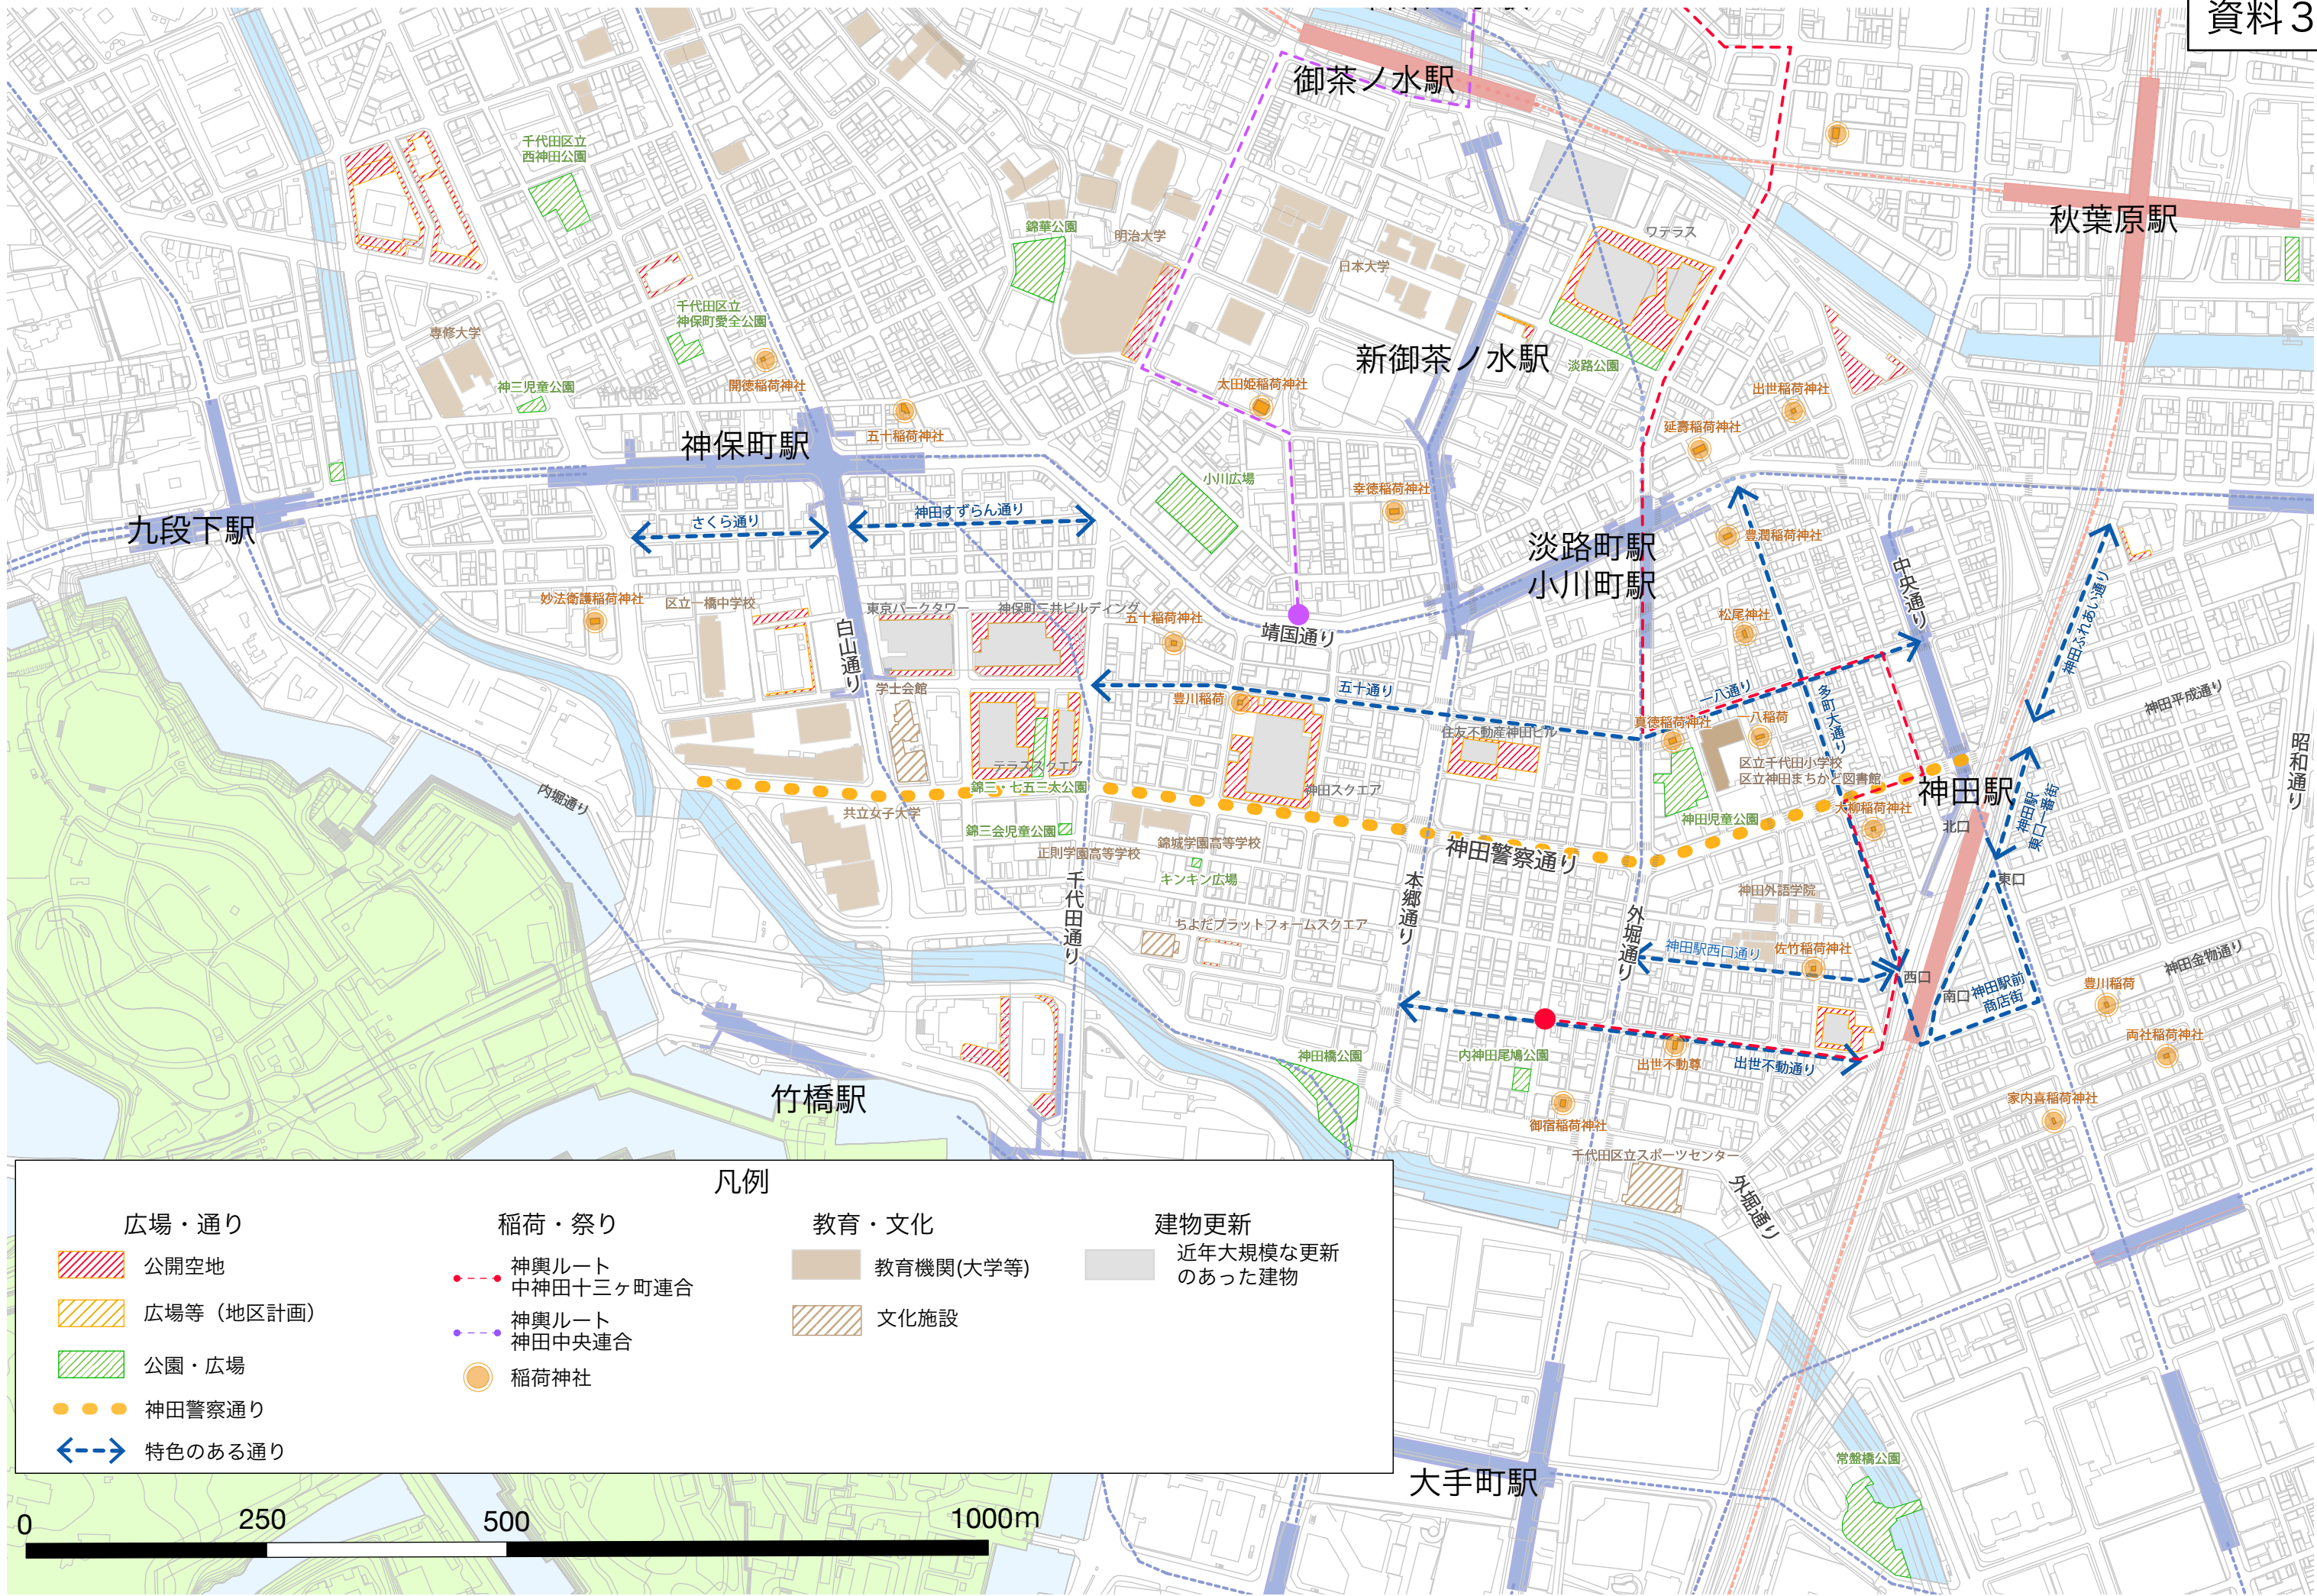 資料３
御茶ノ水駅
秋葉原駅
千代田区立
西神田公園
錦華公園
明治大学
日本大学
ワテラス
千代田区立
神保町愛全公園
専修大学
神三児童公園
開徳稲荷神社
五十稲荷神社
太田姫稲荷神社
新御茶ノ水駅
淡路公園
出世稲荷神社
延壽稲荷神社
神保町駅
小川広場
幸徳稲荷神社
九段下駅
さくら通り
神田すずらん通り
淡路町駅
小川町駅
豊潤稲荷神社
中央通り
神田ふれあい通り
妙法衛護稲荷神社
区立一橋中学校
東京パークタワー
神保町三井ビルディング
五十稲荷神社
靖国通り
松尾神社
白山通り
学士会館
豊川稲荷
五十通り
一八通り
多町大通り
神田平成通り
真徳稲荷神社
一八稲荷
住友不動産神田ビル
昭和通り
テラススクエア
錦三・七五三太公園
神田スクエア
区立千代田小学校
区立神田まちかど図書館
神田駅
神田駅
東口一番街
内堀通り
共立女子大学
錦三会児童公園
正則学園高等学校
錦城学園高等学校
キンキン広場
神田警察通り
神田児童公園
大柳稲荷神社
北口
東口
千代田通り
本郷通り
外堀通り
神田外語学院
ちよだプラットフォームスクエア
神田駅西口通り
佐竹稲荷神社
西口
南口
神田駅前
商店街
神田金物通り
豊川稲荷
両社稲荷神社
竹橋駅
神田橋公園
内神田尾嶋公園
出世不動尊
出世不動通り
家内喜稲荷神社
御宿稲荷神社
千代田区立スポーツセンター
外堀通り
大手町駅
常盤橋公園
凡例
広場・通り
公開空地
広場等（地区計画）
公園・広場
神田警察通り
特色のある通り
稲荷・祭り
神輿ルート
中神田十三ヶ町連合
神輿ルート
神田中央連合
稲荷神社
教育・文化
教育機関(大学等)
文化施設
建物更新
近年大規模な更新
のあった建物
0
250
500
1000m